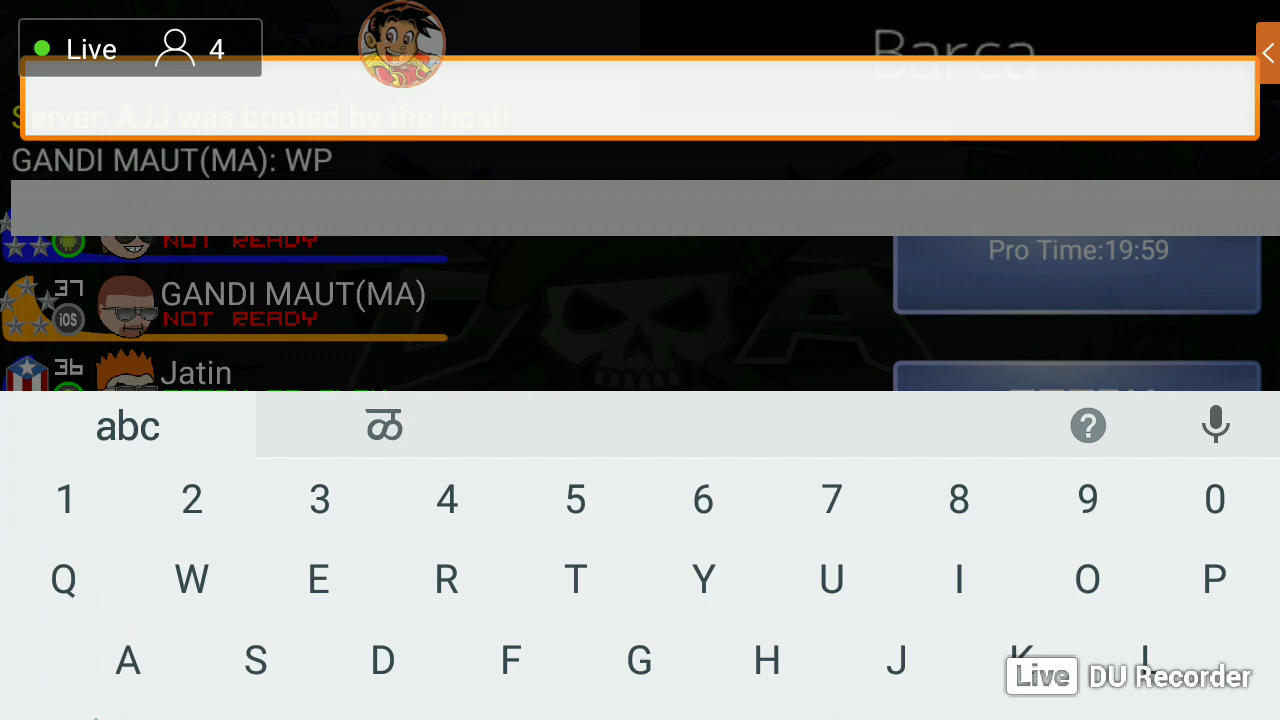 Live 4
Barca
Server: AJJ was booted by the host!
GANDI MAUT(MA): WP
NOT READY
Pro Time:19:59
37
GANDI MAUT(MA)
iOS
NOT READY
36
Jatin
abc ळ ?
1 2 3 4 5 6 7 8 9 0
Q W E R T Y U I O P
A S D F G H J K L
Live DU Recorder